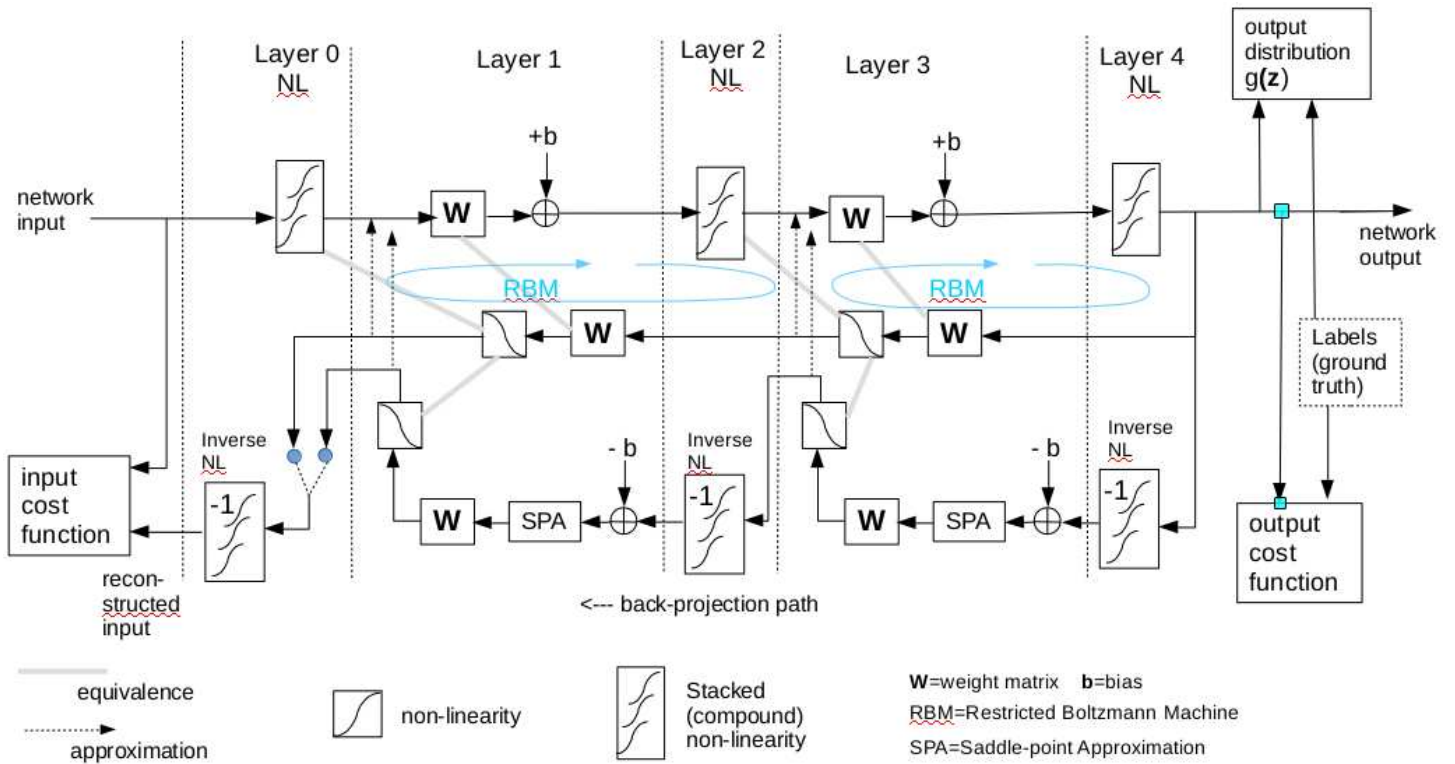 Layer 0
NL
Layer 1
Layer 2
NL
Layer 3
Layer 4
NL
output
distribution
g(z)
+b
+b
network
input
W
W
network
output
RBM
RBM
W
W
Labels
(ground
truth)
Inverse
NL
- b
Inverse
NL
- b
Inverse
NL
input
cost
function
-1
W
SPA
-1
W
SPA
-1
output
cost
function
recon-
structed
input
<--- back-projection path
equivalence
approximation
non-linearity
Stacked
(compound)
non-linearity
W=weight matrix b=bias
RBM=Restricted Boltzmann Machine
SPA=Saddle-point Approximation